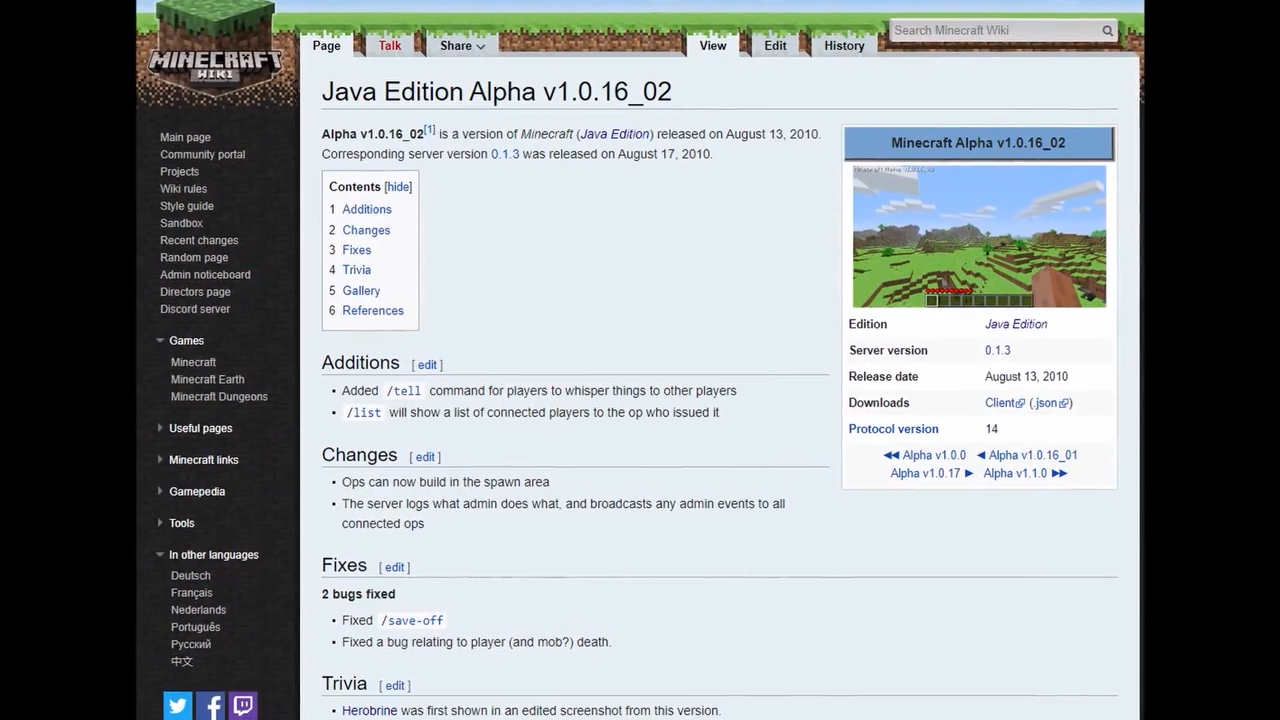 MINECRAFT
WIKI
Page
Talk
Share
View
Edit
History
Search Minecraft Wiki
Main page
Community portal
Projects
Wiki rules
Style guide
Sandbox
Recent changes
Random page
Admin noticeboard
Directors page
Discord server
Games
Minecraft
Minecraft Earth
Minecraft Dungeons
Useful pages
Minecraft links
Gamepedia
Tools
In other languages
Deutsch
Français
Nederlands
Português
Русский
中文
Java Edition Alpha v1.0.16_02
Alpha v1.0.16_02[1] is a version of Minecraft (Java Edition) released on August 13, 2010.
Corresponding server version 0.1.3 was released on August 17, 2010.
Contents [hide]
1 Additions
2 Changes
3 Fixes
4 Trivia
5 Gallery
6 References
Additions [ edit ]
• Added /tell command for players to whisper things to other players
• /list will show a list of connected players to the op who issued it
Changes [ edit ]
• Ops can now build in the spawn area
• The server logs what admin does what, and broadcasts any admin events to all
connected ops
Fixes [ edit ]
2 bugs fixed
• Fixed /save-off
• Fixed a bug relating to player (and mob?) death.
Trivia [ edit ]
• Herobrine was first shown in an edited screenshot from this version.
Minecraft Alpha v1.0.16_02
Minecraft Alpha v1.0.16_02
Edition Java Edition
Server version 0.1.3
Release date August 13, 2010
Downloads Client (.json)
Protocol version 14
◄◄ Alpha v1.0.0 ◄ Alpha v1.0.16_01
Alpha v1.0.17 ► Alpha v1.1.0 ►►